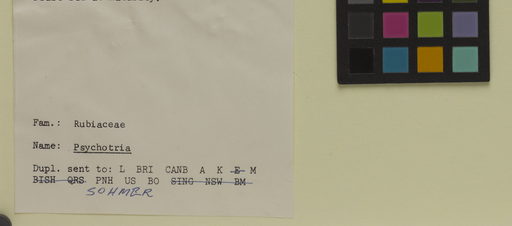 Fam.: Rubiaceae
Name: Psychotria
Dupl. sent to: L BRI CANB A K E M
BISH QRS PNH US BO SING NSW BM
SOHMER